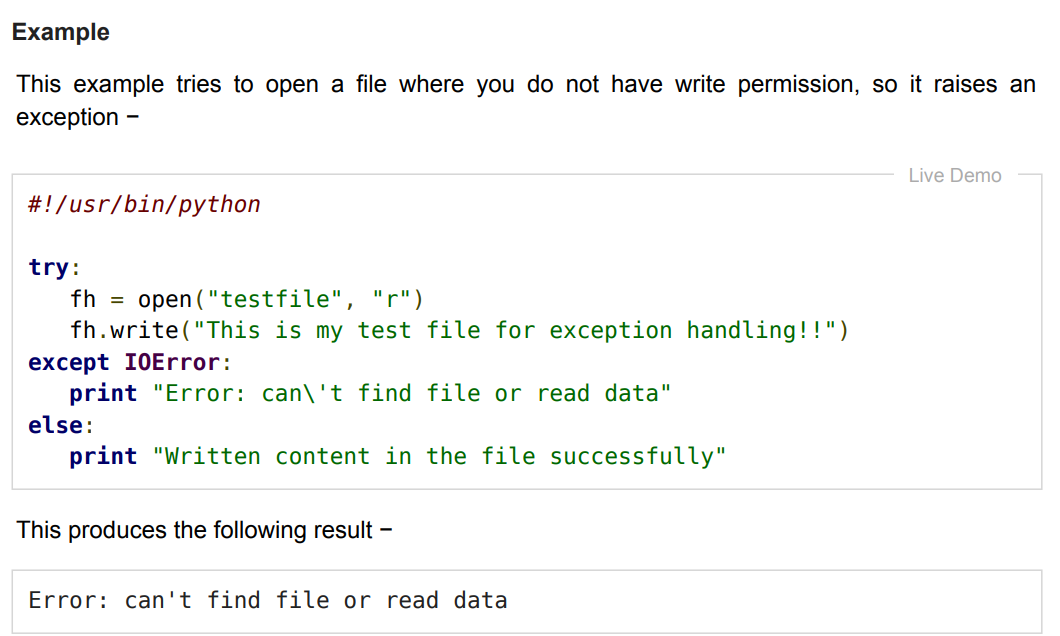 Example
This example tries to open a file where you do not have write permission, so it raises an
exception −
Live Demo
#!/usr/bin/python
try:
   fh = open("testfile", "r")
   fh.write("This is my test file for exception handling!!")
except IOError:
   print "Error: can\'t find file or read data"
else:
   print "Written content in the file successfully"
This produces the following result −
Error: can't find file or read data